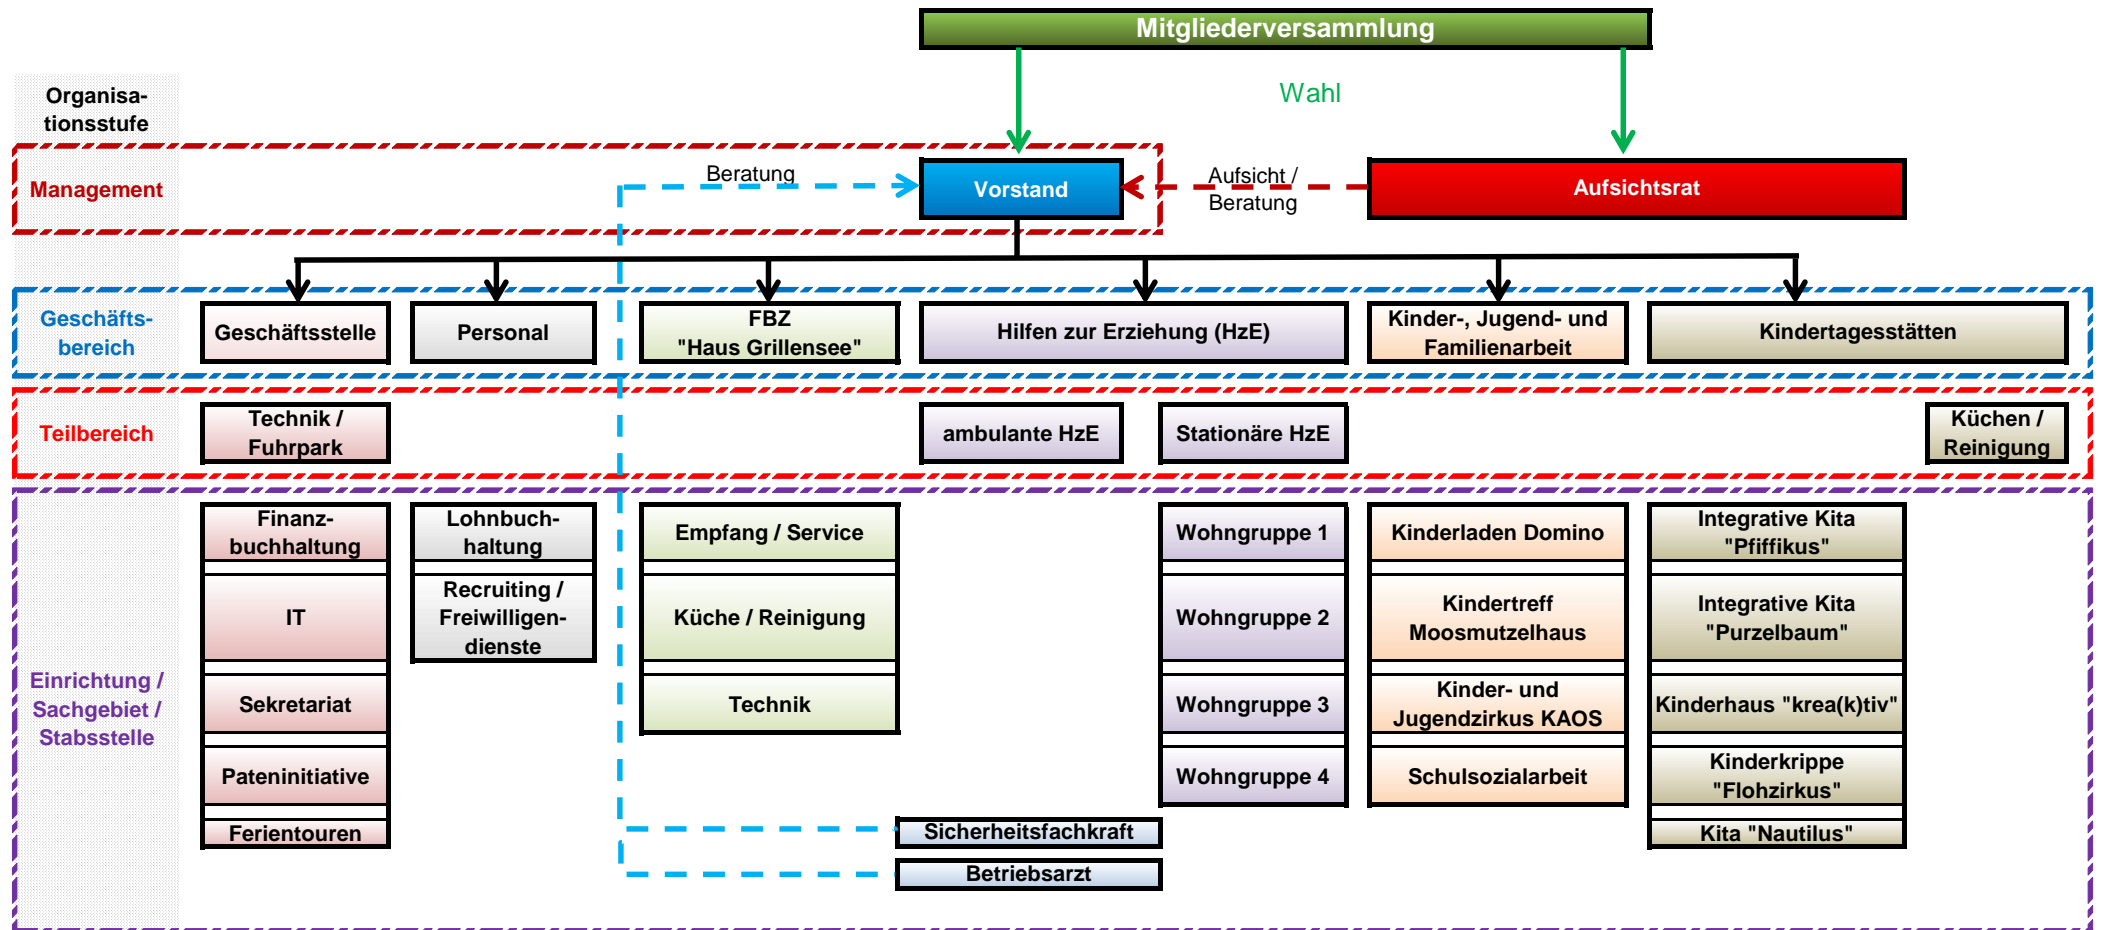 Mitgliederversammlung
Wahl
Organisa-
tionsstufe
Management
Beratung
Vorstand
Aufsicht /
Beratung
Aufsichtsrat
Geschäfts-
bereich
Geschäftsstelle
Personal
FBZ
"Haus Grillensee"
Hilfen zur Erziehung (HzE)
Kinder-, Jugend- und
Familienarbeit
Kindertagesstätten
Teilbereich
Technik /
Fuhrpark
ambulante HzE
Stationäre HzE
Küchen /
Reinigung
Einrichtung /
Sachgebiet /
Stabsstelle
Finanz-
buchhaltung
IT
Sekretariat
Pateninitiative
Ferientouren
Lohnbuch-
haltung
Recruiting /
Freiwilligen-
dienste
Empfang / Service
Küche / Reinigung
Technik
Wohngruppe 1
Wohngruppe 2
Wohngruppe 3
Wohngruppe 4
Kinderladen Domino
Kindertreff
Moosmutzelhaus
Kinder- und
Jugendzirkus KAOS
Schulsozialarbeit
Integrative Kita
"Pfiffikus"
Integrative Kita
"Purzelbaum"
Kinderhaus "krea(k)tiv"
Kinderkrippe
"Flohzirkus"
Kita "Nautilus"
Sicherheitsfachkraft
Betriebsarzt